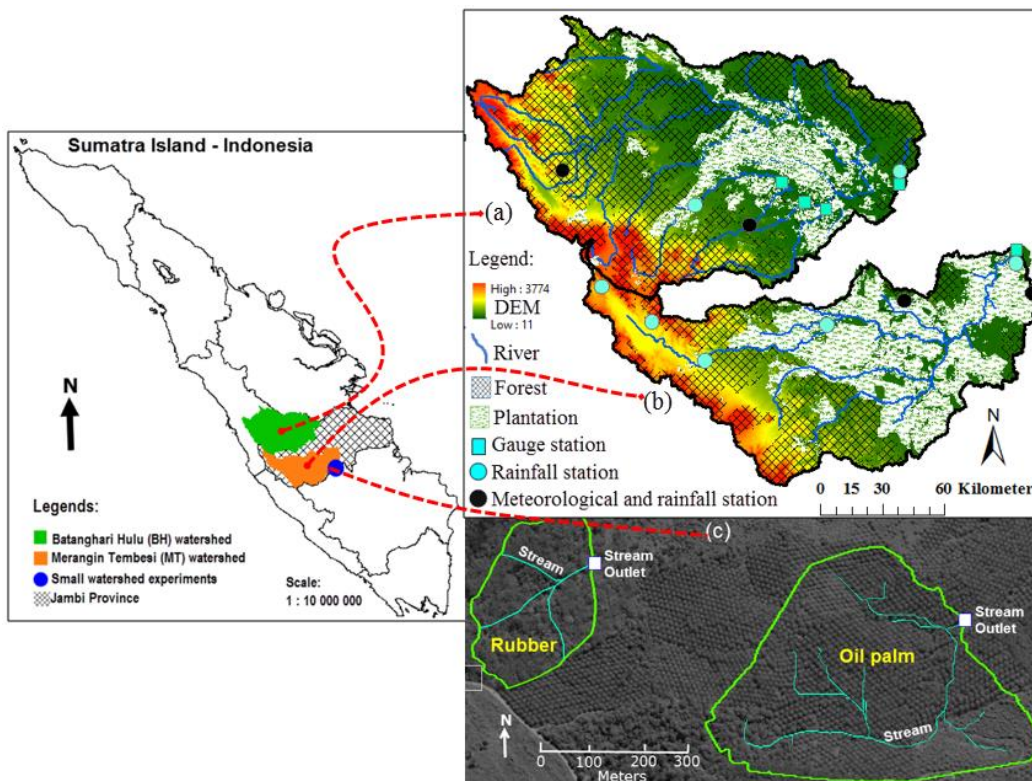 Sumatra Island - Indonesia
N
Legends:
Batanghari Hulu (BH) watershed
Merangin Tembesi (MT) watershed
Small watershed experiments
Jambi Province
Scale:
1 : 10 000 000
(a)
Legend:
High : 3774
DEM
Low : 11
River
Forest
(b)
Plantation
Gauge station
Rainfall station
Meteorological and rainfall station
N
0 15 30 60 Kilometer
(c)
Stream
Stream
Outlet
Rubber
Oil palm
Stream
Outlet
Stream
N
0 100 200 300
Meters